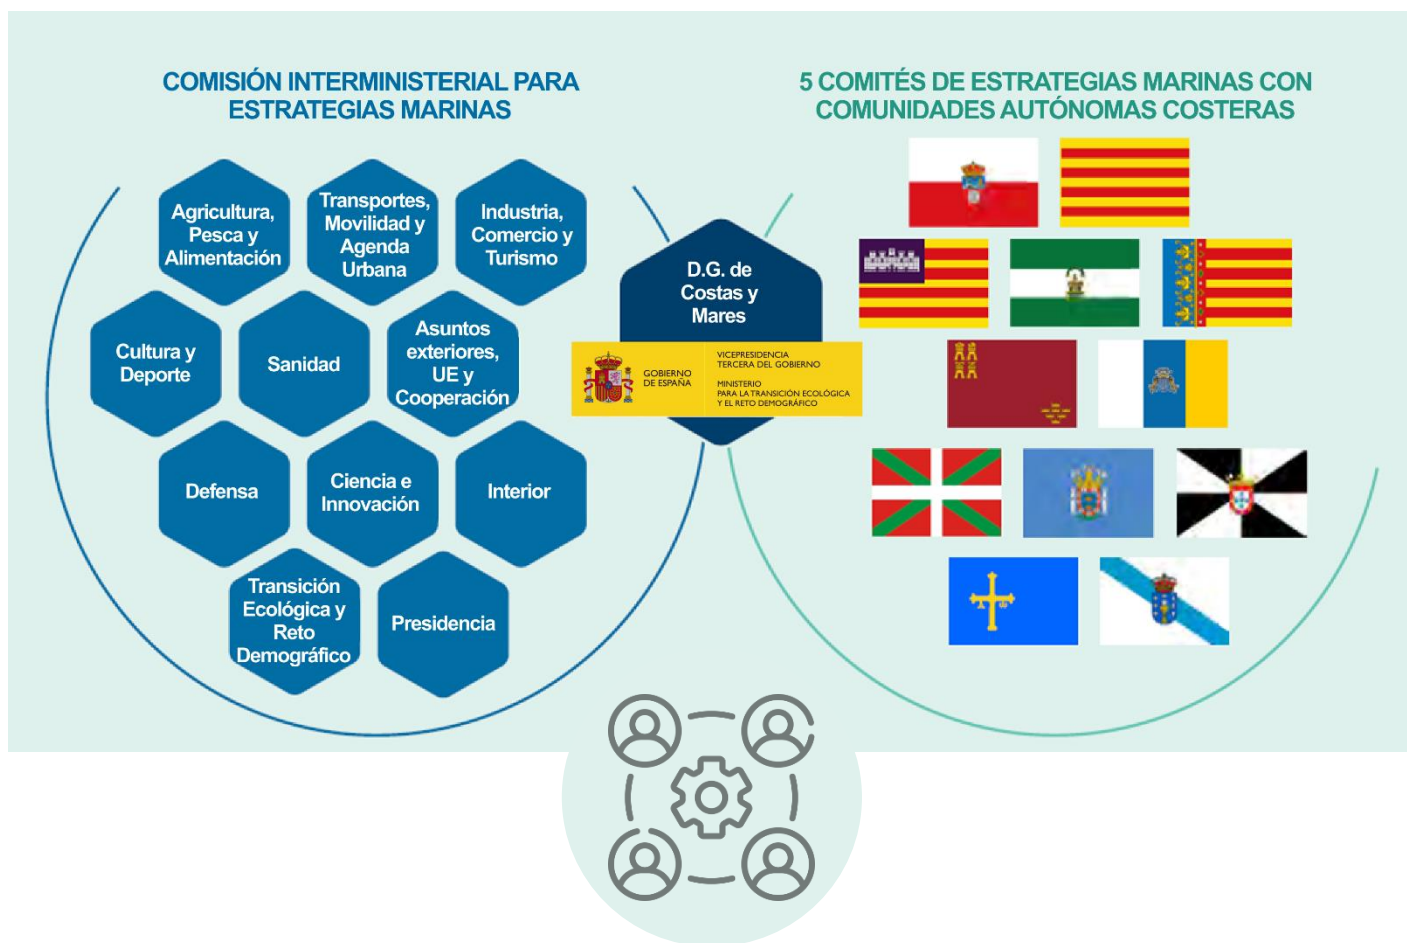 COMISIÓN INTERMINISTERIAL PARA
ESTRATEGIAS MARINAS
Agricultura,
Pesca y
Alimentación
Transportes,
Movilidad y
Agenda
Urbana
Industria,
Comercio y
Turismo
Cultura y
Deporte
Sanidad
Asuntos
exteriores,
UE y
Cooperación
Defensa
Ciencia e
Innovación
Interior
Transición
Ecológica y
Reto
Demográfico
Presidencia
D.G. de
Costas y
Mares
GOBIERNO
DE ESPAÑA
VICEPRESIDENCIA
TERCERA DEL GOBIERNO
MINISTERIO
PARA LA TRANSICIÓN ECOLÓGICA
Y EL RETO DEMOGRÁFICO
5 COMITÉS DE ESTRATEGIAS MARINAS CON
COMUNIDADES AUTÓNOMAS COSTERAS